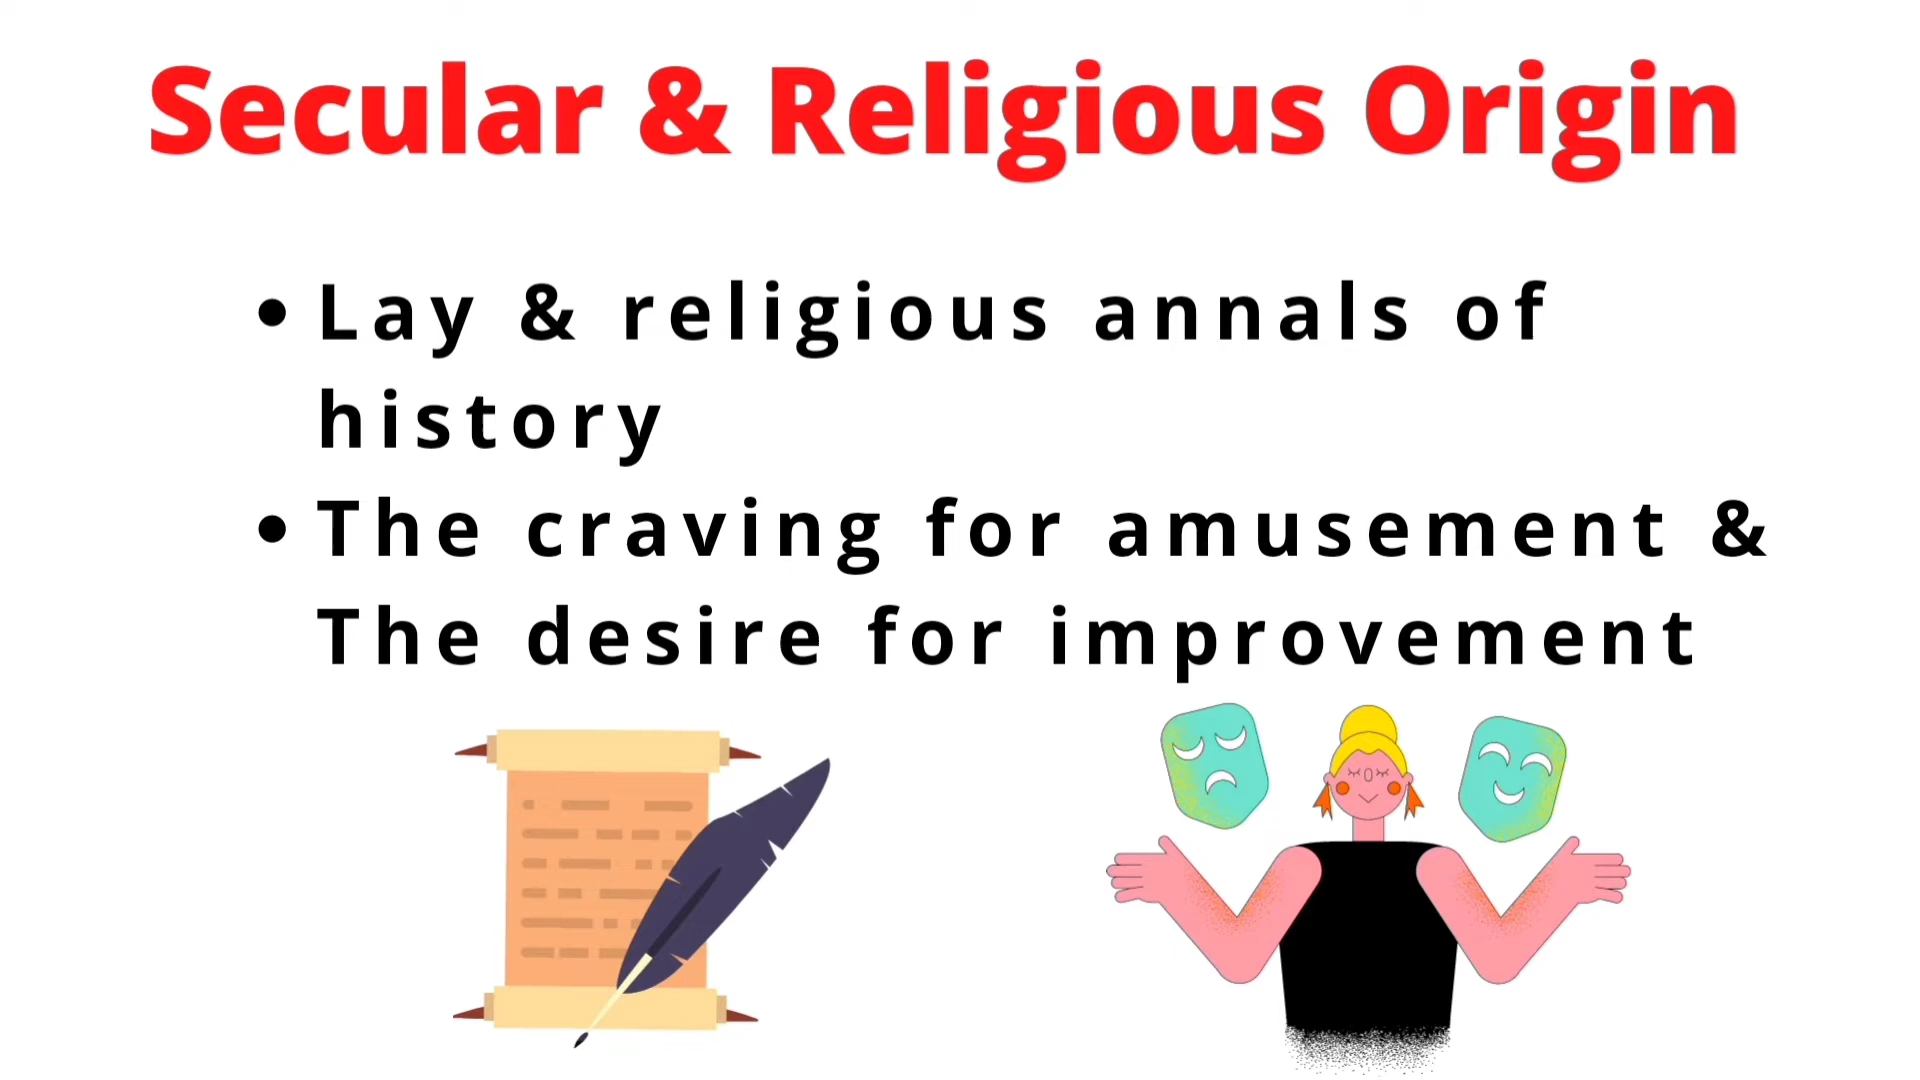 Secular & Religious Origin
• Lay & religious annals of
history
• The craving for amusement &
The desire for improvement